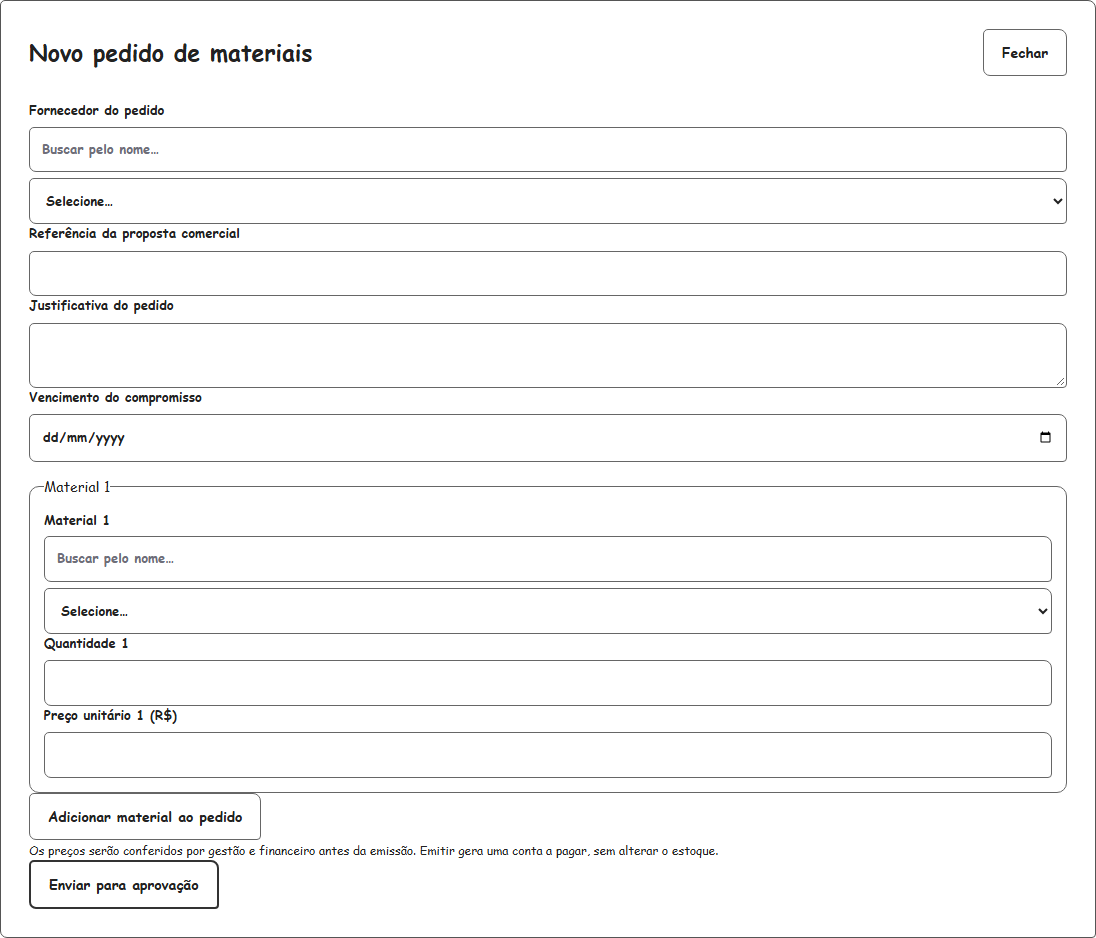 Novo pedido de materiais
Fechar
Fornecedor do pedido
Buscar pelo nome...
Selecione...
Referência da proposta comercial
Justificativa do pedido
Vencimento do compromisso
dd/mm/yyyy
Material 1
Material 1
Buscar pelo nome...
Selecione...
Quantidade 1
Preço unitário 1 (R$)
Adicionar material ao pedido
Os preços serão conferidos por gestão e financeiro antes da emissão. Emitir gera uma conta a pagar, sem alterar o estoque.
Enviar para aprovação